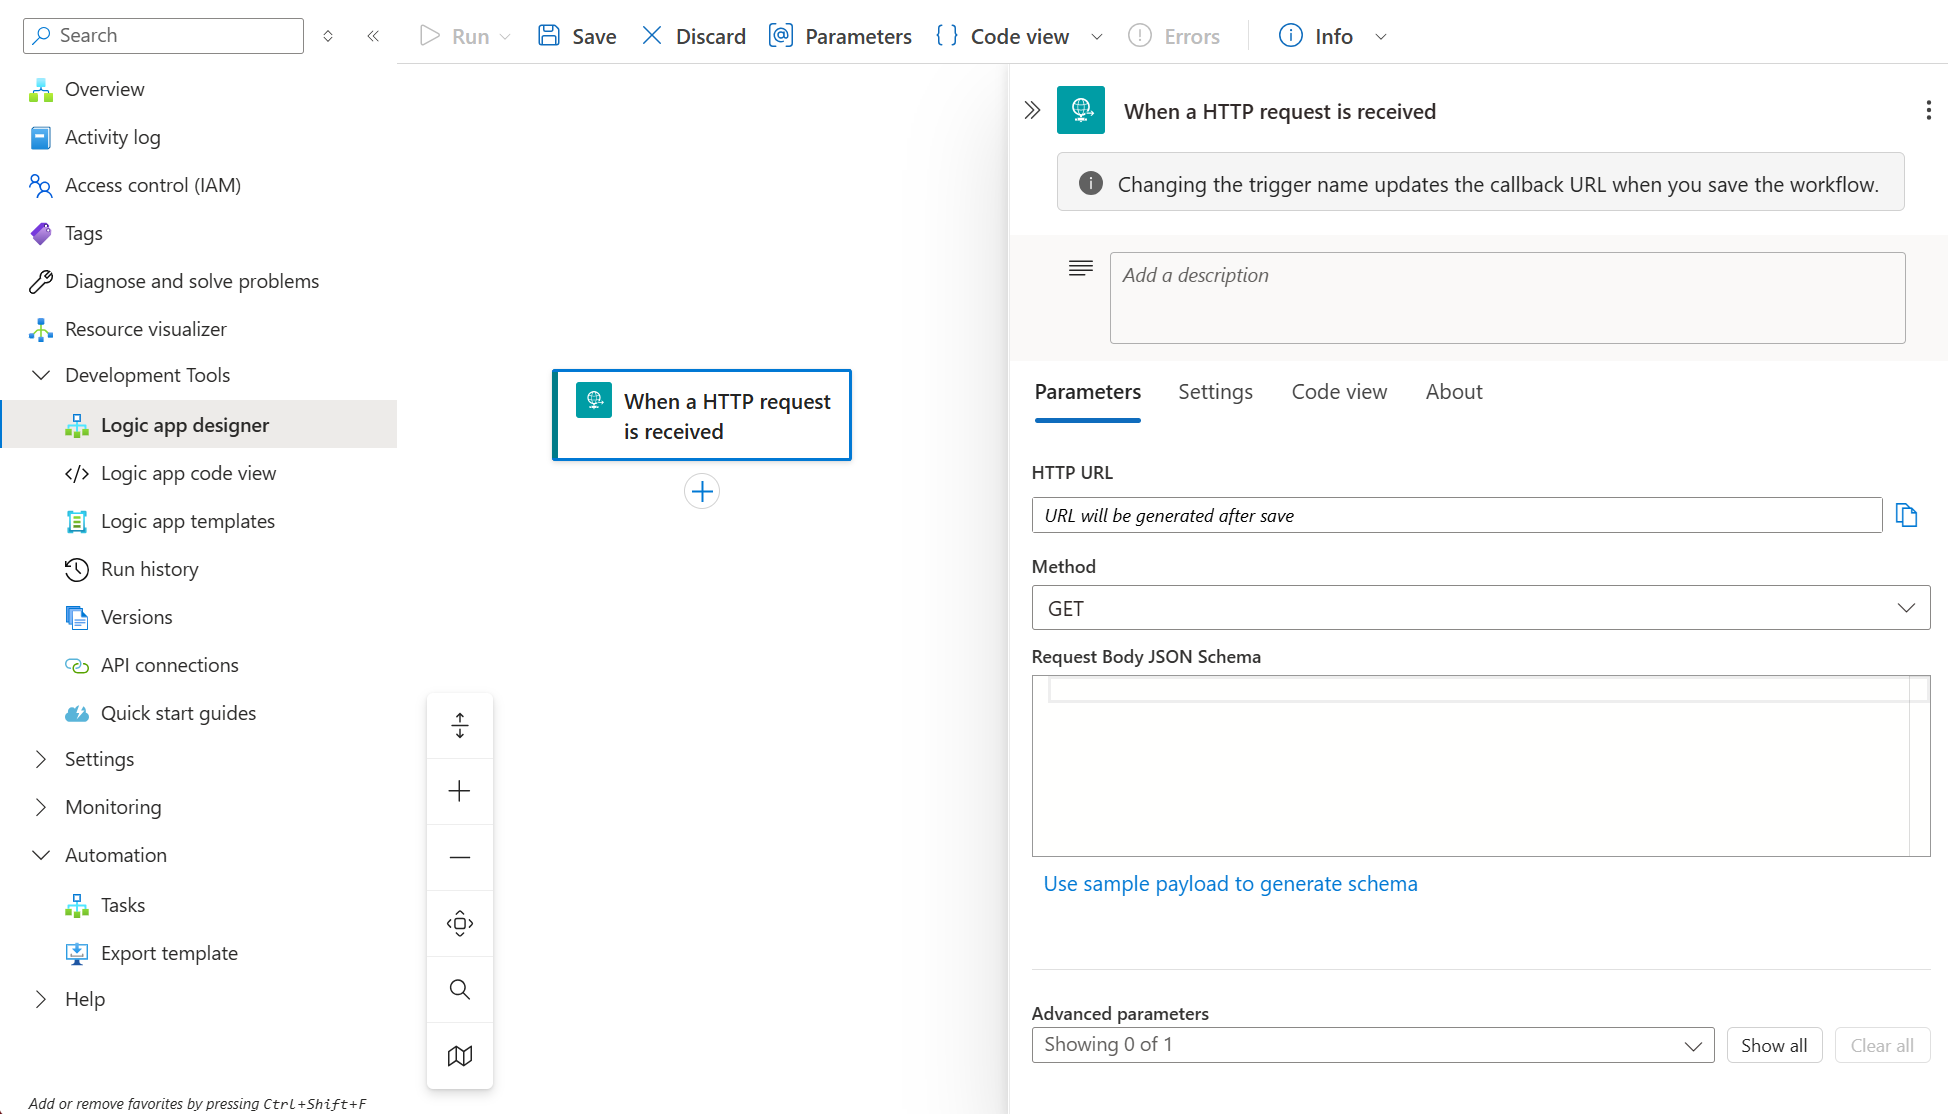 Search
Run
Save
Discard
Parameters
Code view
Errors
Info
Overview
Activity log
Access control (IAM)
Tags
Diagnose and solve problems
Resource visualizer
Development Tools
Logic app designer
Logic app code view
Logic app templates
Run history
Versions
API connections
Quick start guides
Settings
Monitoring
Automation
Tasks
Export template
Help
Add or remove favorites by pressing Ctrl+Shift+F
When a HTTP request
is received
When a HTTP request is received
Changing the trigger name updates the callback URL when you save the workflow.
Add a description
Parameters
Settings
Code view
About
HTTP URL
URL will be generated after save
Method
GET
Request Body JSON Schema
Use sample payload to generate schema
Advanced parameters
Showing 0 of 1
Show all
Clear all